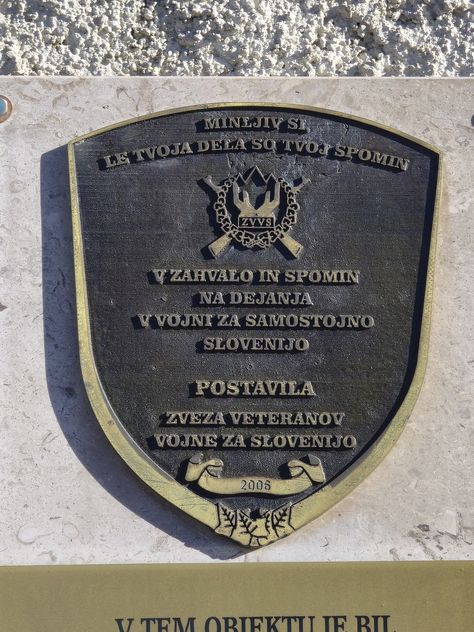 MINLJIV SI
LE TVOJA DELA SO TVOJ SPOMIN
ZVVS
V ZAHVALO IN SPOMIN
NA DEJANJA
V VOJNI ZA SAMOSTOJNO
SLOVENIJO
POSTAVILA
ZVEZA VETERANOV
VOJNE ZA SLOVENIJO
2006
V TEM OBJEKTU JE BIL